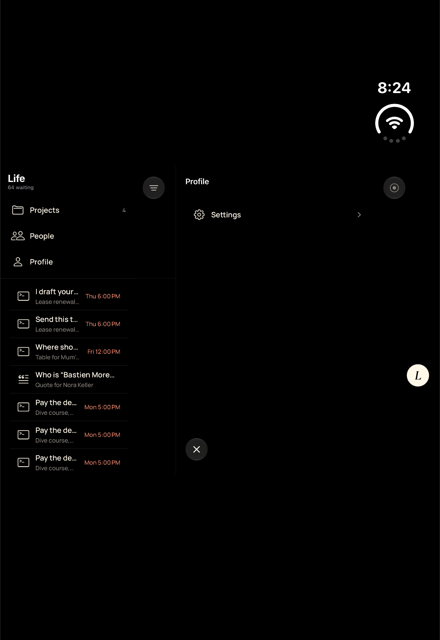 8:24
Life
64 waiting
Profile
Projects
Settings
People
Profile
I draft your...
Lease renewal...
Thu 6:00 PM
Send this t...
Lease renewal...
Thu 6:00 PM
Where sho...
Table for Mum'...
Fri 12:00 PM
Who is "Bastien More...
Quote for Nora Keller
L
Pay the de...
Dive course,...
Mon 5:00 PM
Pay the de...
Dive course,...
Mon 5:00 PM
Pay the de...
Dive course,...
Mon 5:00 PM